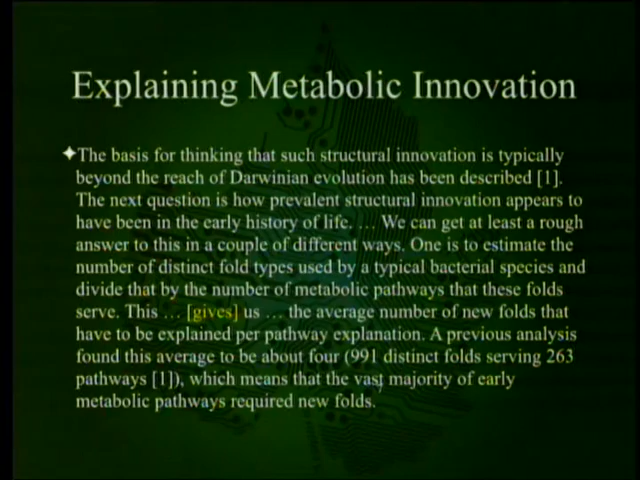 Explaining Metabolic Innovation
✦The basis for thinking that such structural innovation is typically
beyond the reach of Darwinian evolution has been described [1].
The next question is how prevalent structural innovation appears to
have been in the early history of life. … We can get at least a rough
answer to this in a couple of different ways. One is to estimate the
number of distinct fold types used by a typical bacterial species and
divide that by the number of metabolic pathways that these folds
serve. This … [gives] us … the average number of new folds that
have to be explained per pathway explanation. A previous analysis
found this average to be about four (991 distinct folds serving 263
pathways [1]), which means that the vast majority of early
metabolic pathways required new folds.